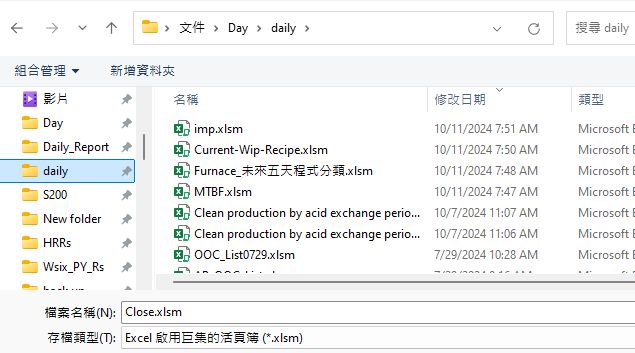 文件 > Day > daily > 搜尋 daily
組合管理 新增資料夾
名稱 修改日期 類型
影片
Day
Daily_Report
daily
S200
New folder
HRRs
Wsix_PY_Rs
imp.xlsm 10/11/2024 7:51 AM Microsoft E
Current-Wip-Recipe.xlsm 10/11/2024 7:50 AM Microsoft E
Furnace_未來五天程式分類.xlsm 10/11/2024 7:48 AM Microsoft E
MTBF.xlsm 10/11/2024 7:47 AM Microsoft E
Clean production by acid exchange perio... 10/7/2024 11:07 AM Microsoft E
Clean production by acid exchange perio... 10/7/2024 11:06 AM Microsoft E
OOC_List0729.xlsm 7/29/2024 10:28 AM Microsoft E
檔案名稱(N): Close.xlsm
存檔類型(T): Excel 啟用巨集的活頁簿 (*.xlsm)